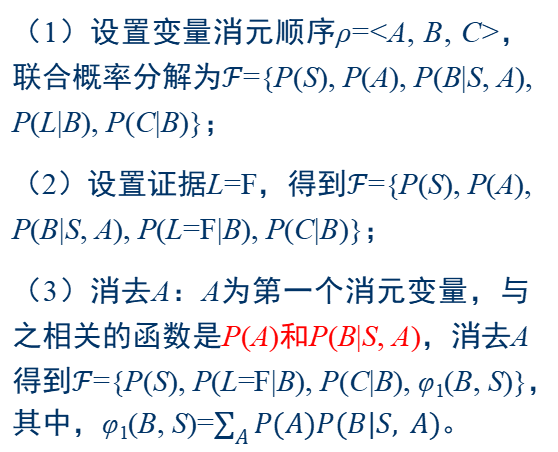 （1）设置变量消元顺序ρ=<A, B, C>，
联合概率分解为ℱ={P(S), P(A), P(B|S, A),
P(L|B), P(C|B)}；
（2）设置证据L=F，得到ℱ={P(S), P(A),
P(B|S, A), P(L=F|B), P(C|B)}；
（3）消去A：A为第一个消元变量，与
之相关的函数是P(A)和P(B|S, A)，消去A
得到ℱ={P(S), P(L=F|B), P(C|B), φ₁(B, S)},
其中，φ₁(B, S)=∑_A P(A)P(B|S, A)。